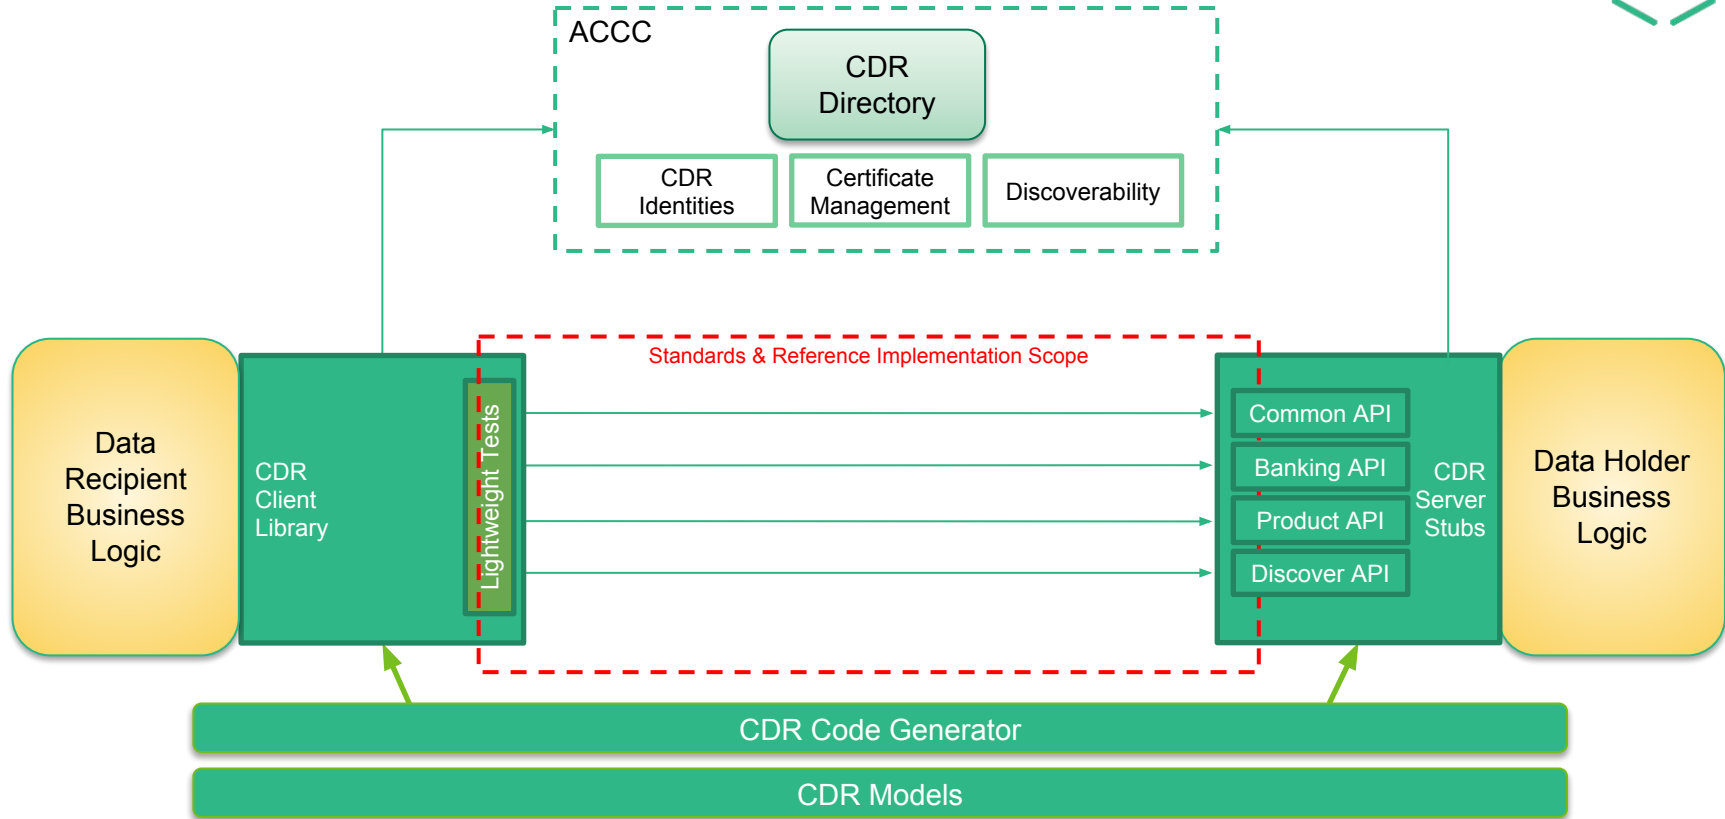 ACCC
CDR
Directory
CDR
Identities
Certificate
Management
Discoverability
Standards & Reference Implementation Scope
Data
Recipient
Business
Logic
CDR
Client
Library
Lightweight Tests
Common API
Banking API
Product API
Discover API
CDR
Server
Stubs
Data Holder
Business
Logic
CDR Code Generator
CDR Models